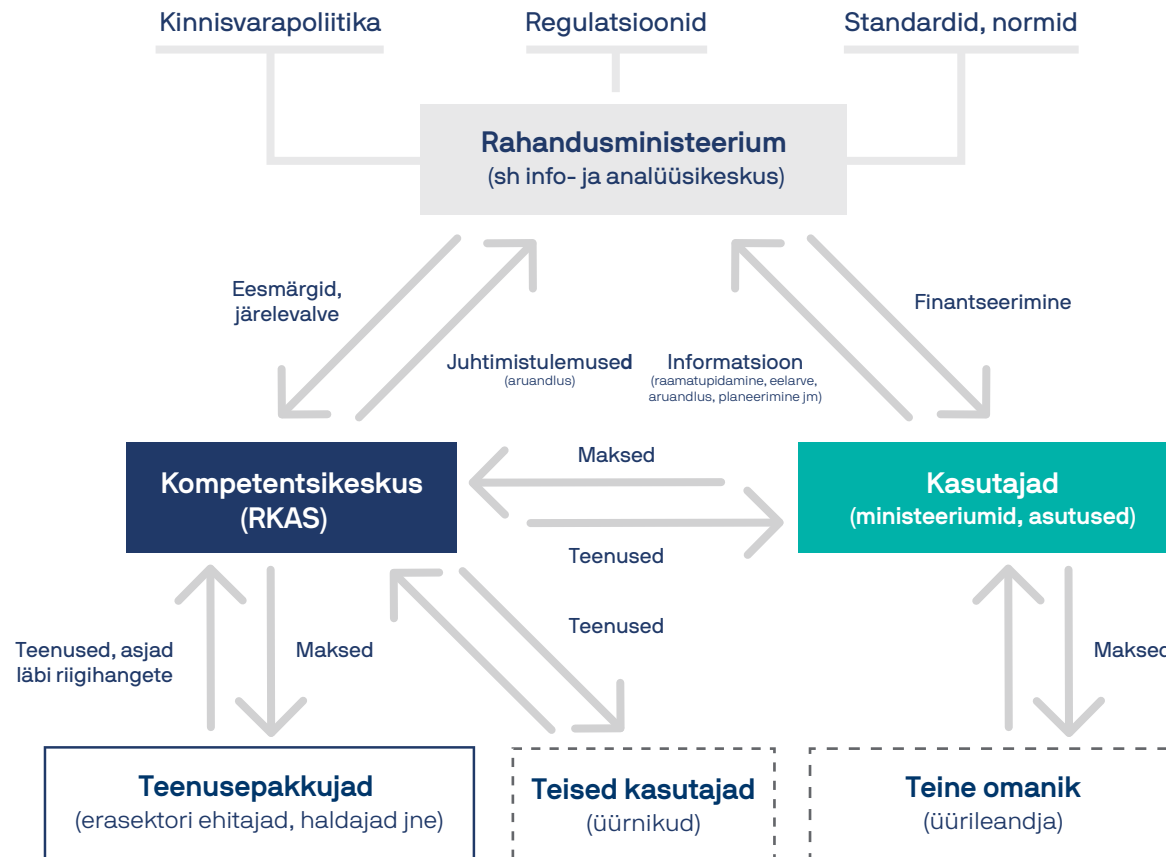 Kinnisvarapoliitika
Regulatsioonid
Standardid, normid
Rahandusministeerium
(sh info- ja analüüsikeskus)
Eesmärgid,
järelevalve
Finantseerimine
Juhtimistulemused
(aruandlus)
Informatsioon
(raamatupidamine, eelarve,
aruandlus, planeerimine jm)
Maksed
Kompetentsikeskus
(RKAS)
Kasutajad
(ministeeriumid, asutused)
Teenused
Teenused
Teenused, asjad
läbi riigihangete
Maksed
Maksed
Teenusepakkujad
(erasektori ehitajad, haldajad jne)
Teised kasutajad
(üürnikud)
Teine omanik
(üürileandja)